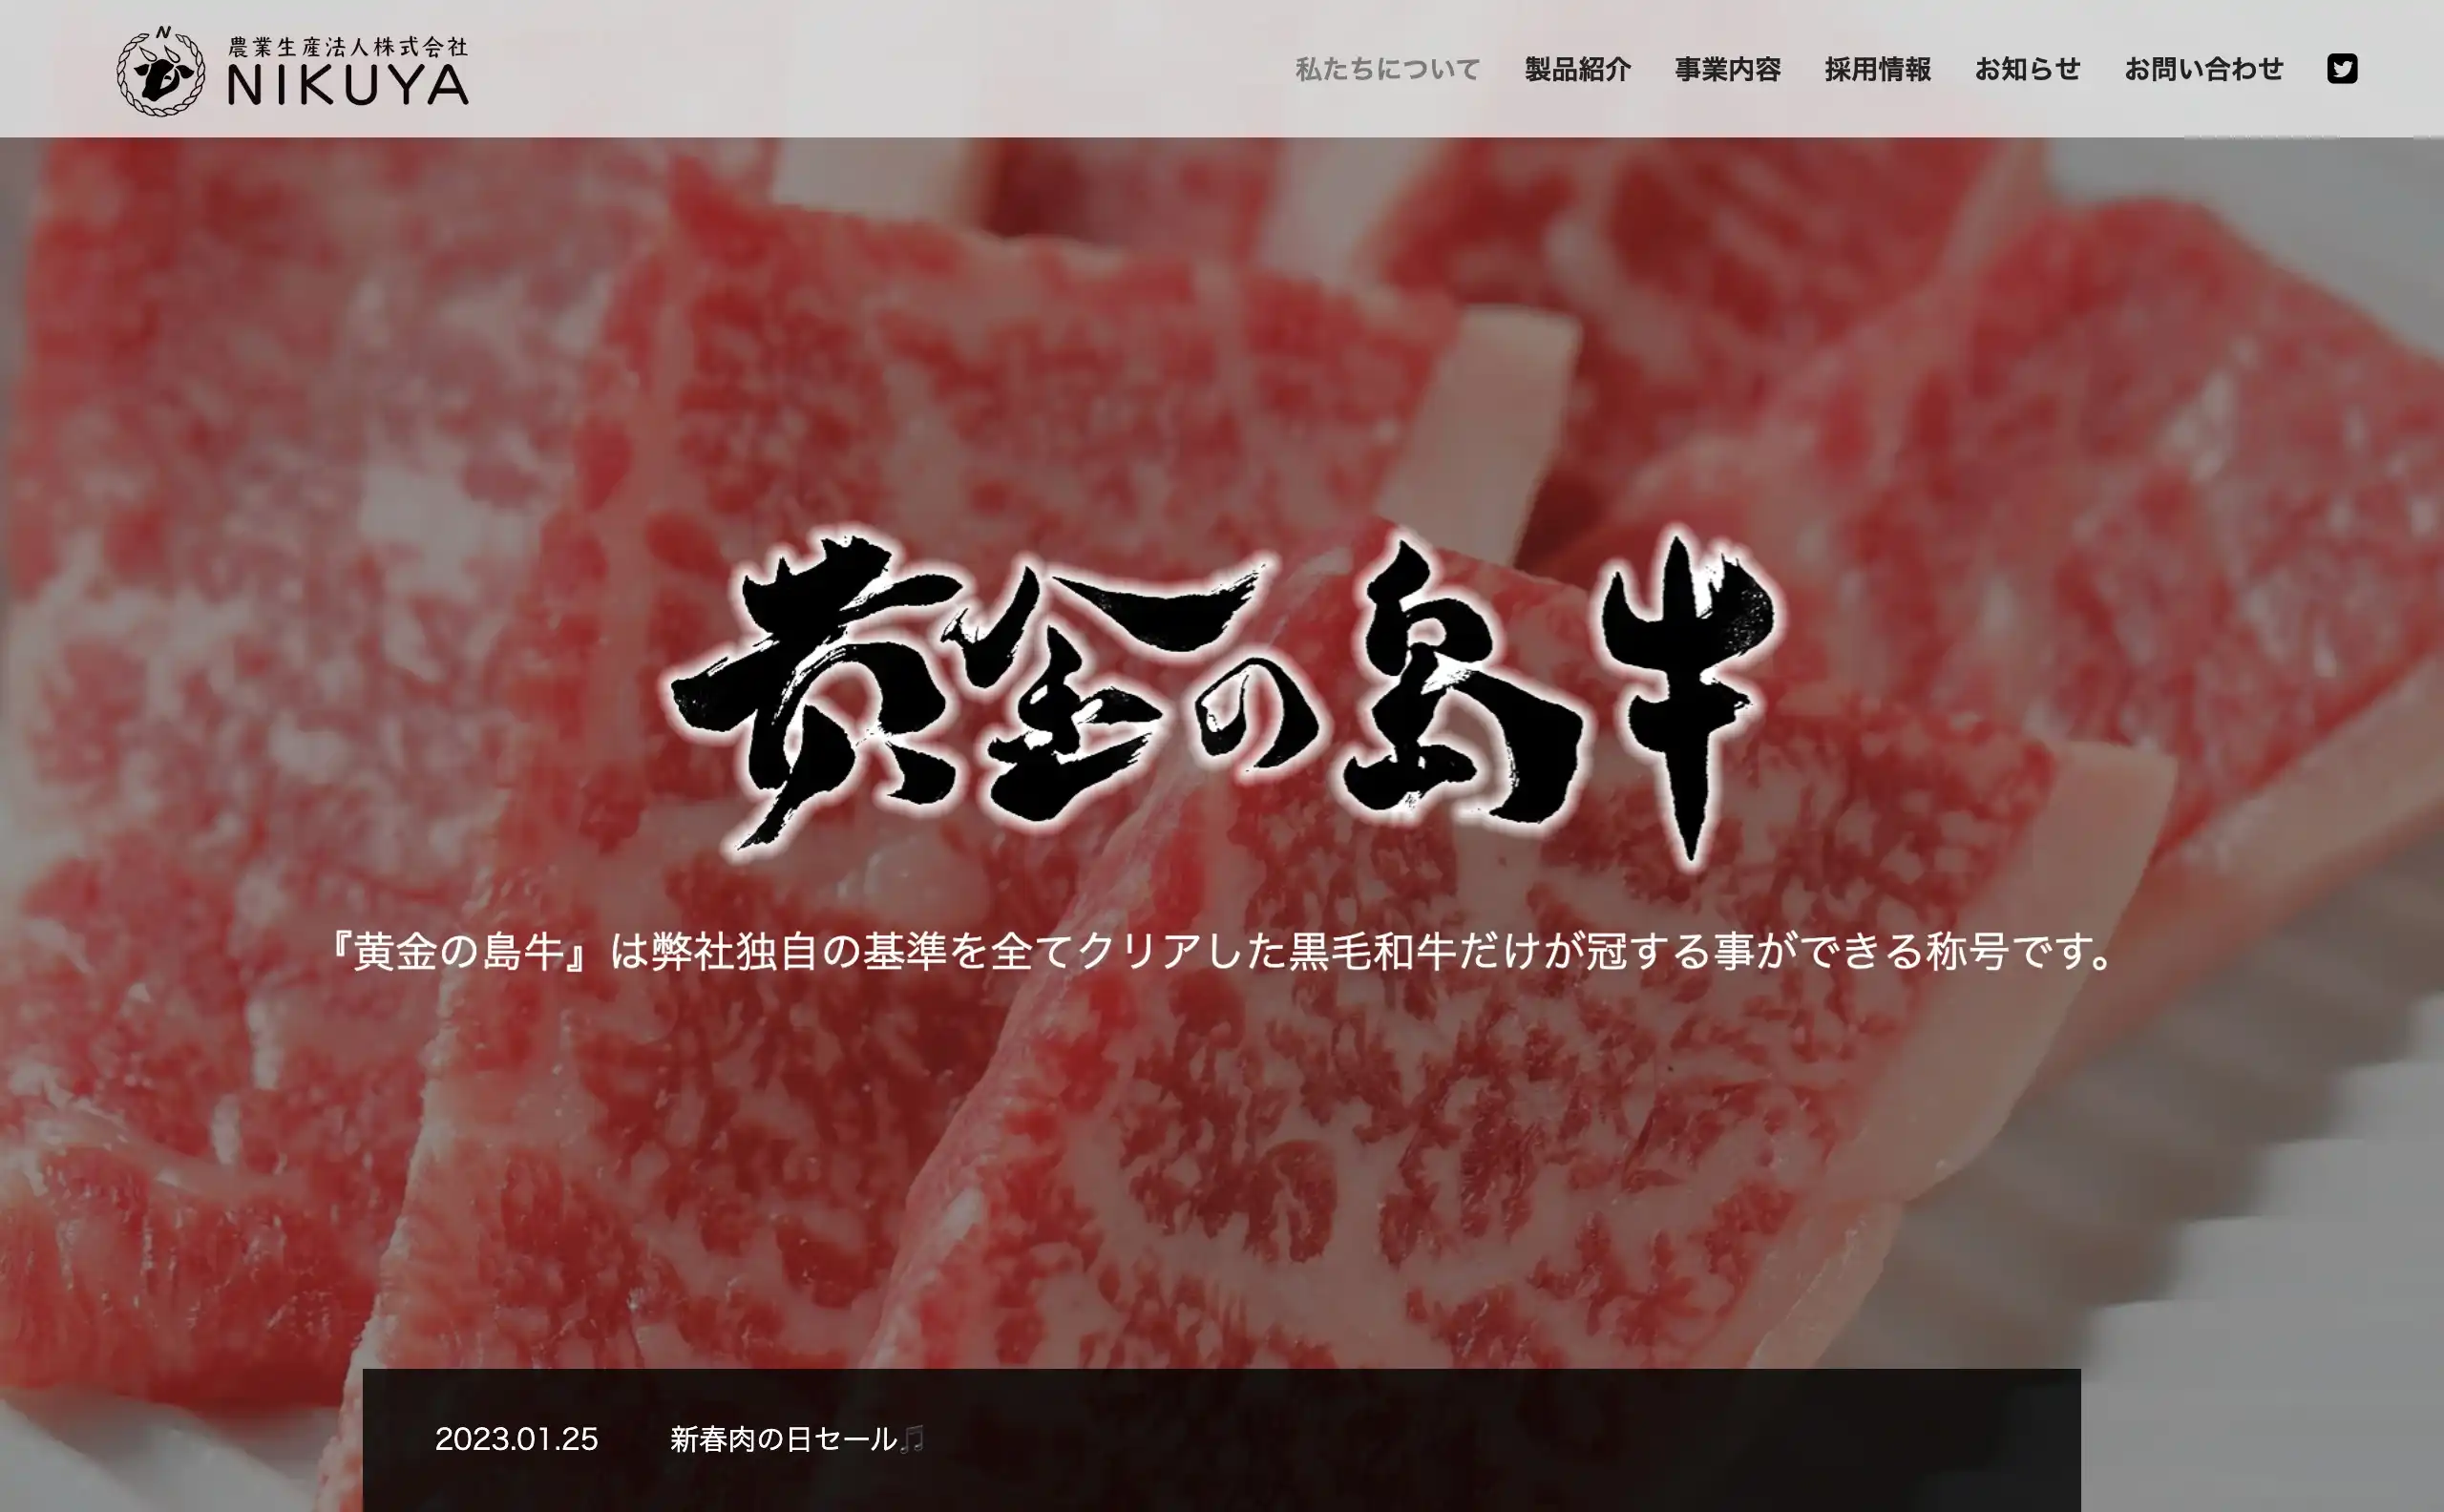 N
農業生産法人株式会社
NIKUYA
私たちについて 製品紹介 事業内容 採用情報 お知らせ お問い合わせ
黄金の島牛
『黄金の島牛』は弊社独自の基準を全てクリアした黒毛和牛だけが冠する事ができる称号です。
2023.01.25 新春肉の日セール🎵